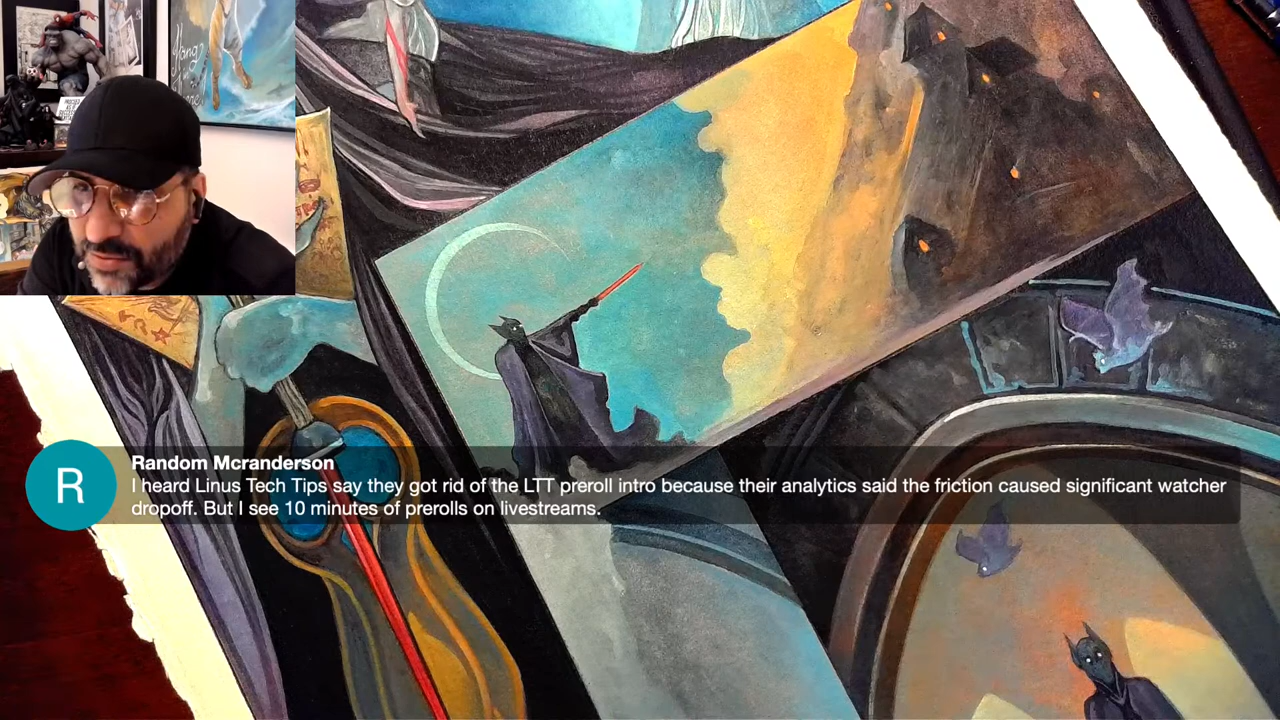 Random Mcranderson
R
I heard Linus Tech Tips say they got rid of the LTT preroll intro because their analytics said the friction caused significant watcher
dropoff. But I see 10 minutes of prerolls on livestreams.